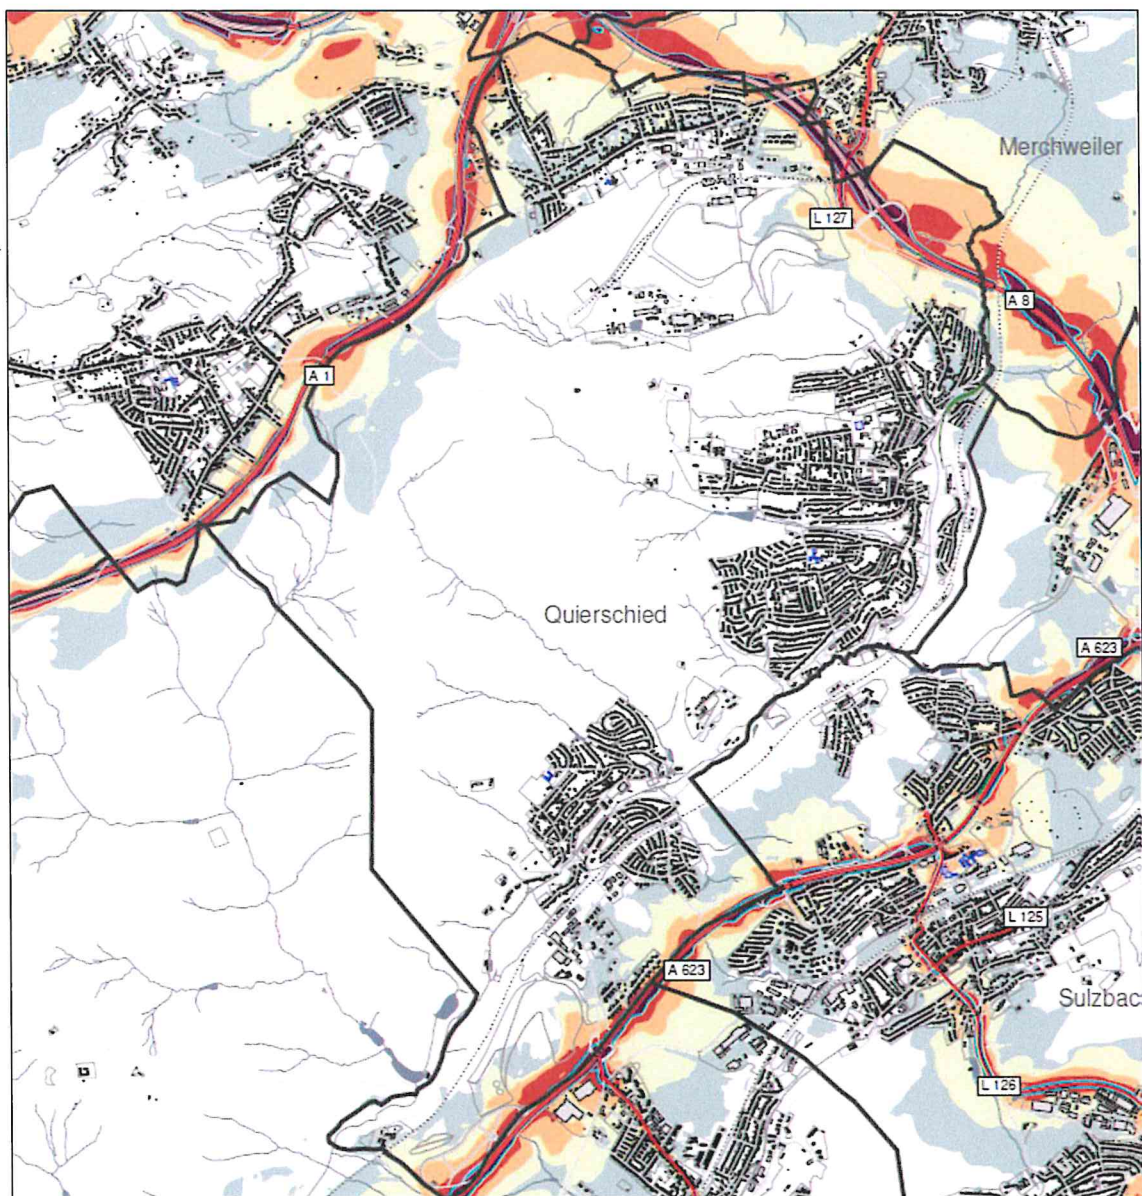 Merchweiler
L 127
A 8
A 1
Quierschied
A 623
L 125
A 623
Sulzbac
L 126